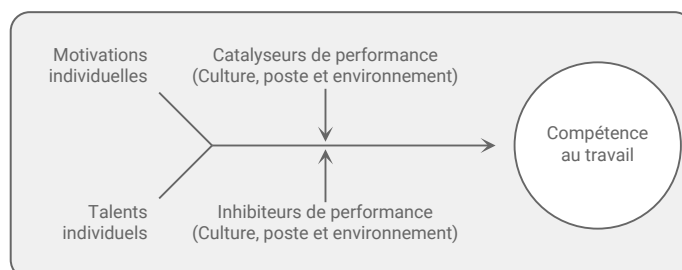 Motivations
individuelles
Catalyseurs de performance
(Culture, poste et environnement)
Compétence
au travail
Talents
individuels
Inhibiteurs de performance
(Culture, poste et environnement)